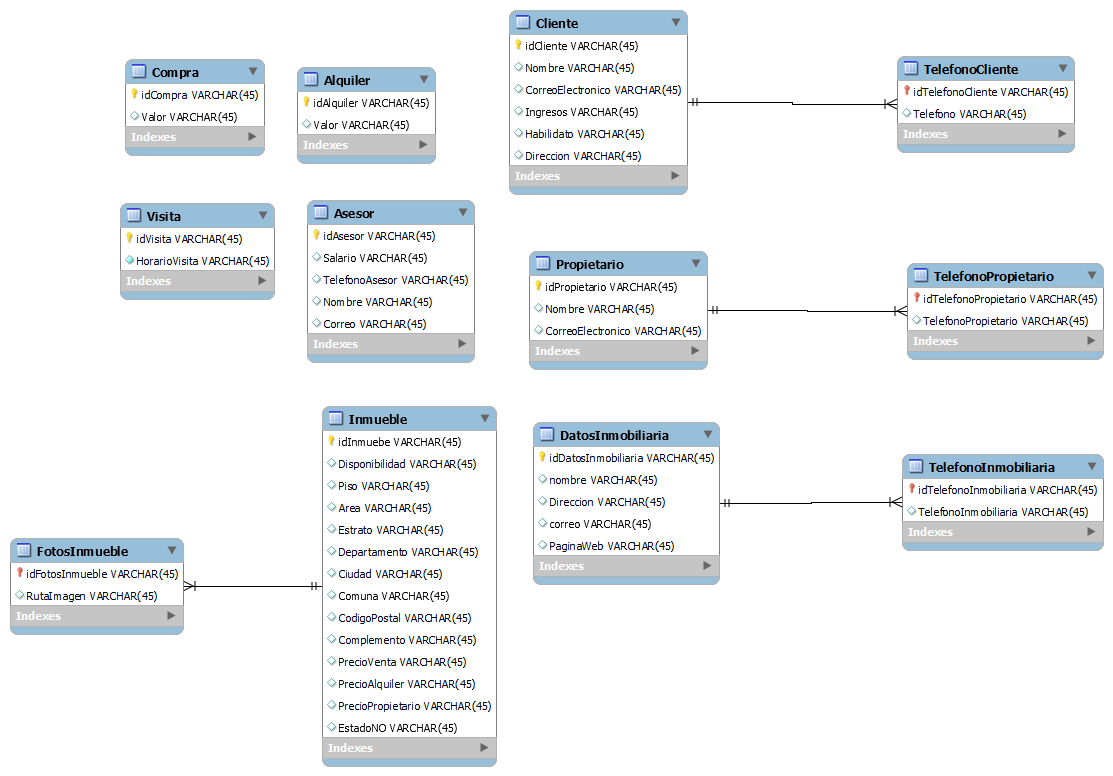 Compra
idCompra VARCHAR(45)
Valor VARCHAR(45)
Indexes
Alquiler
idAlquiler VARCHAR(45)
Valor VARCHAR(45)
Indexes
Cliente
idCliente VARCHAR(45)
Nombre VARCHAR(45)
CorreoElectronico VARCHAR(45)
Ingresos VARCHAR(45)
Habilidato VARCHAR(45)
Direccion VARCHAR(45)
Indexes
TelefonoCliente
idTelefonoCliente VARCHAR(45)
Telefono VARCHAR(45)
Indexes
Visita
idVisita VARCHAR(45)
HorarioVisita VARCHAR(45)
Indexes
Asesor
idAsesor VARCHAR(45)
Salario VARCHAR(45)
TelefonoAsesor VARCHAR(45)
Nombre VARCHAR(45)
Correo VARCHAR(45)
Indexes
Propietario
idPropietario VARCHAR(45)
Nombre VARCHAR(45)
CorreoElectronico VARCHAR(45)
Indexes
TelefonoPropietario
idTelefonoPropietario VARCHAR(45)
TelefonoPropietario VARCHAR(45)
Indexes
Inmueble
idInmuebe VARCHAR(45)
Disponibilidad VARCHAR(45)
Piso VARCHAR(45)
Area VARCHAR(45)
Estrato VARCHAR(45)
Departamento VARCHAR(45)
Ciudad VARCHAR(45)
Comuna VARCHAR(45)
CodigoPostal VARCHAR(45)
Complemento VARCHAR(45)
PrecioVenta VARCHAR(45)
PrecioAlquiler VARCHAR(45)
PrecioPropietario VARCHAR(45)
EstadoNO VARCHAR(45)
Indexes
DatosInmobiliaria
idDatosInmobiliaria VARCHAR(45)
nombre VARCHAR(45)
Direccion VARCHAR(45)
correo VARCHAR(45)
PaginaWeb VARCHAR(45)
Indexes
TelefonoInmobiliaria
idTelefonoInmobiliaria VARCHAR(45)
TelefonoInmobiliaria VARCHAR(45)
Indexes
FotosInmueble
idFotosInmueble VARCHAR(45)
RutaImagen VARCHAR(45)
Indexes